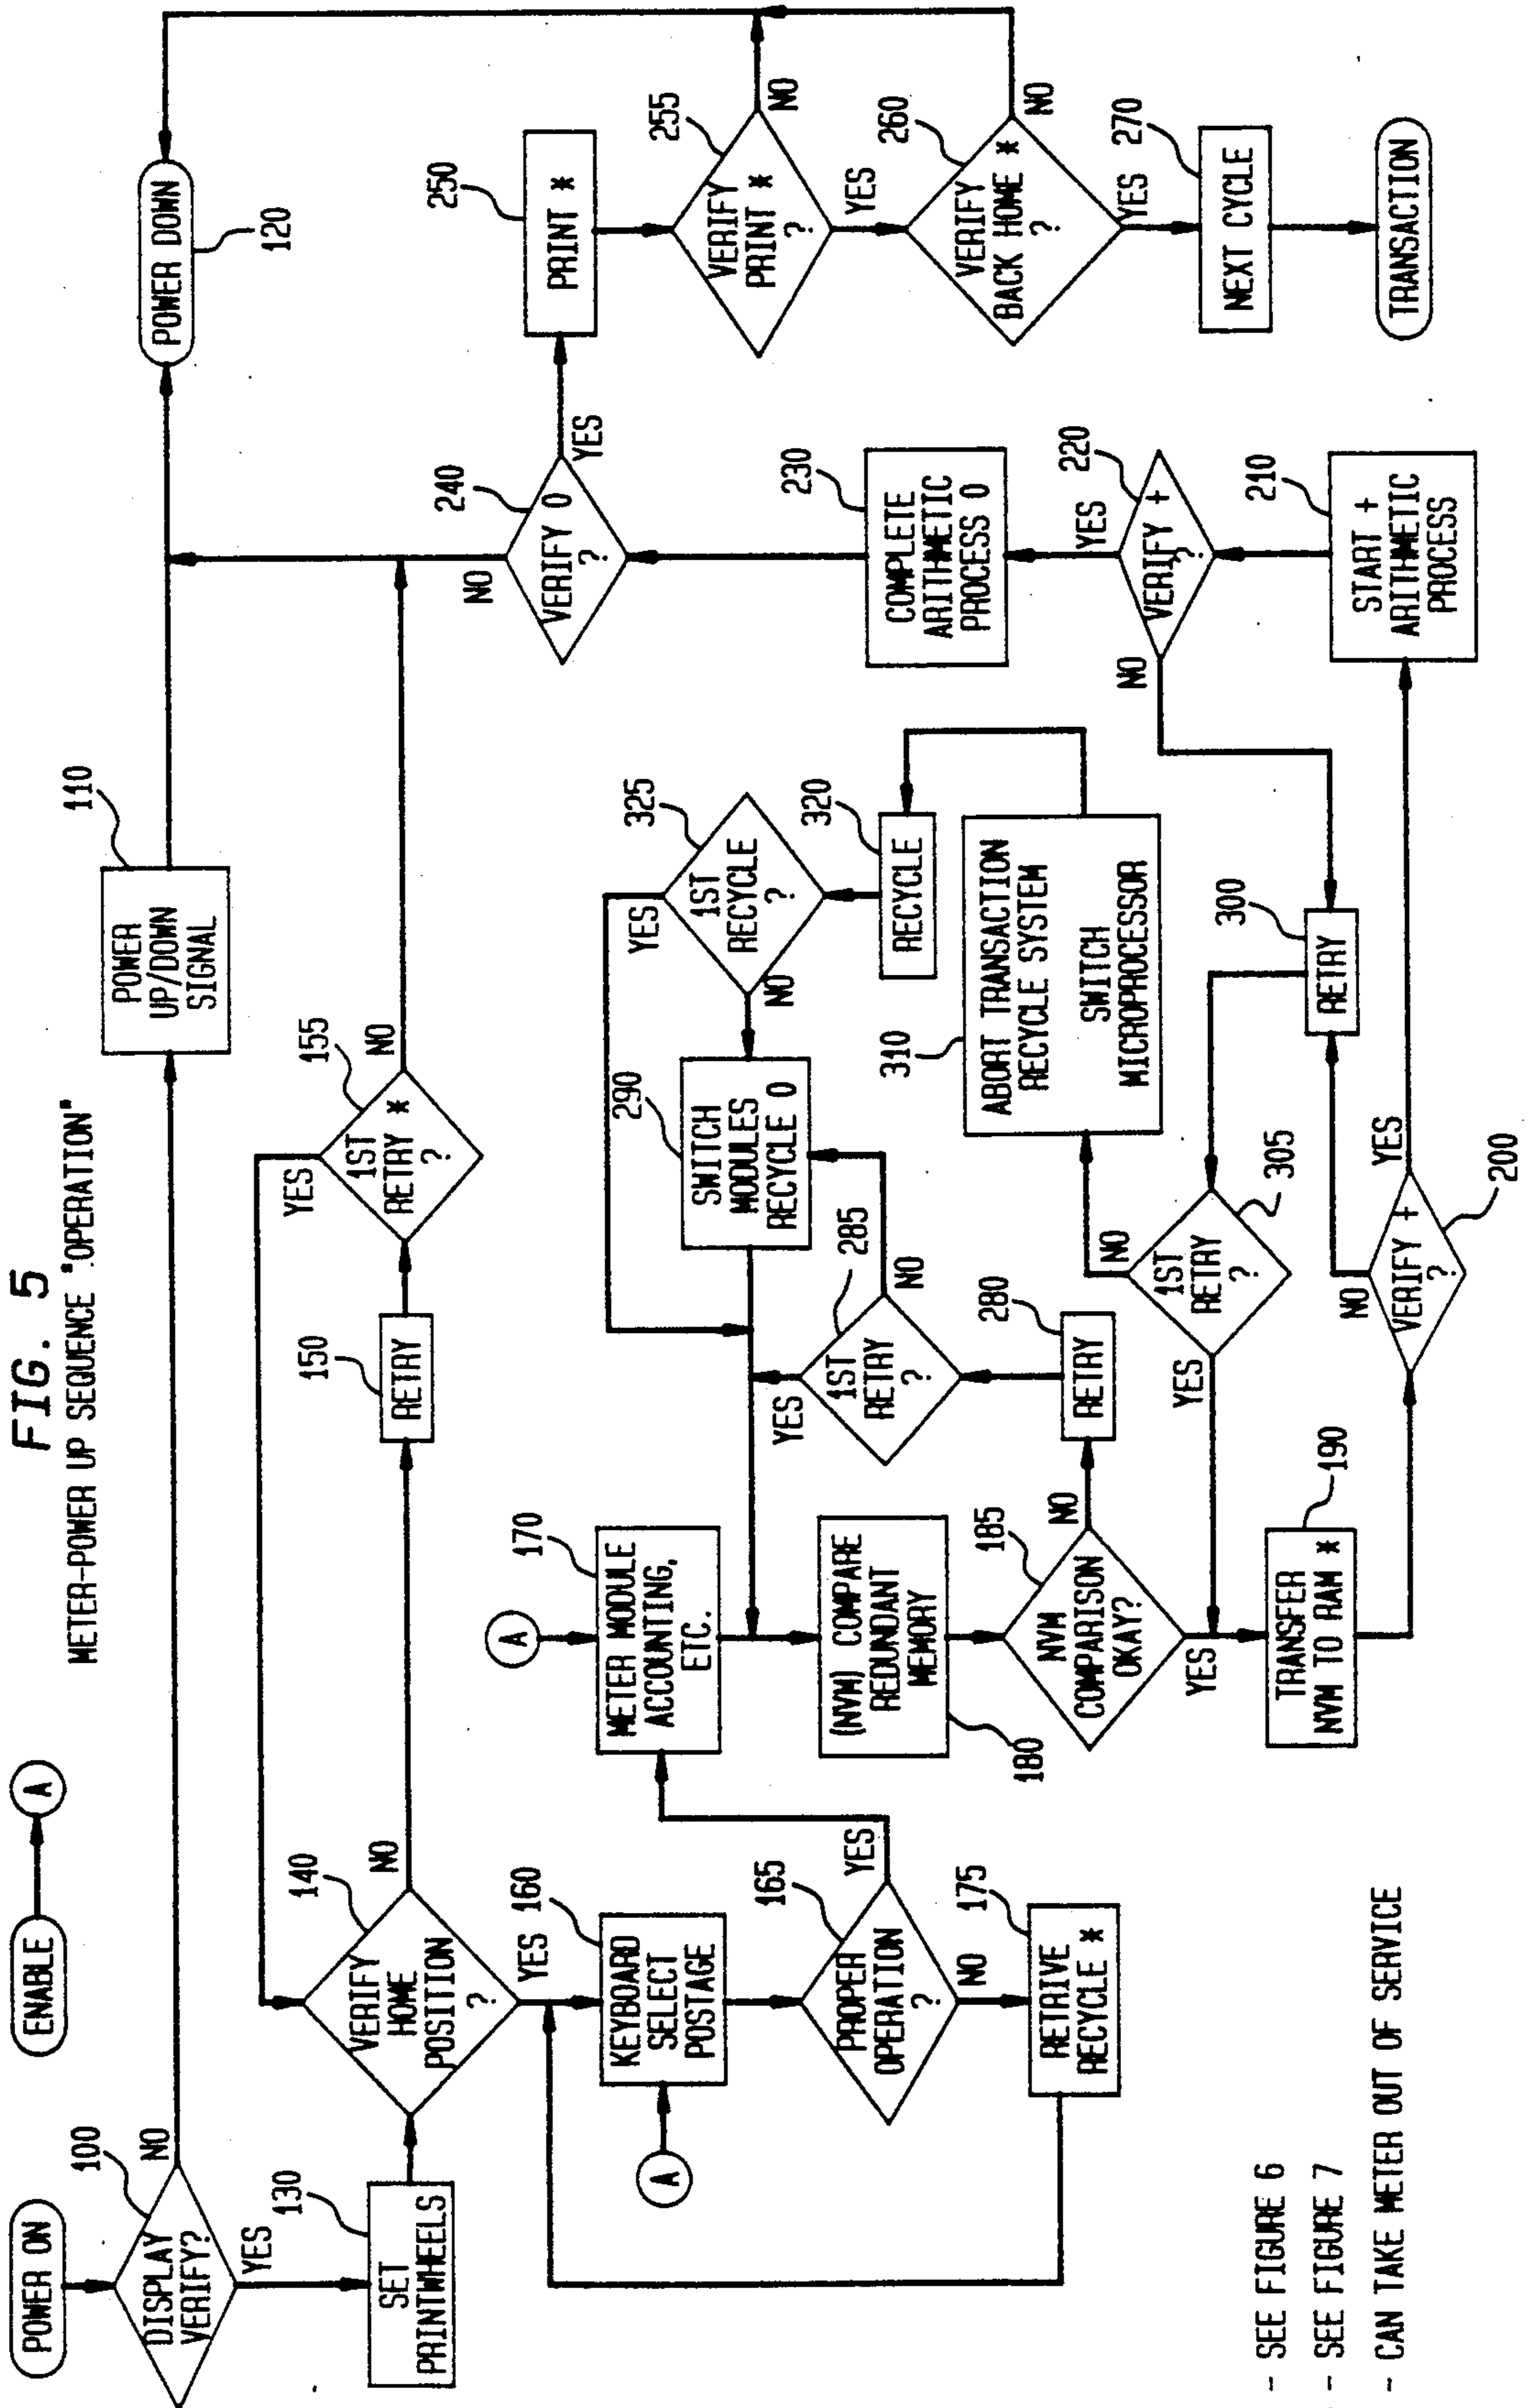 FIG. 5
METER-POWER UP SEQUENCE "OPERATION"
POWER ON
ENABLE
A
100
DISPLAY
VERIFY?
NO
YES
110
POWER
UP/DOWN
SIGNAL
POWER DOWN
120
130
SET
PRINTWHEELS
140
VERIFY
HOME
POSITION
?
NO
YES
150
RETRY
155
1ST
RETRY *
?
YES
NO
160
KEYBOARD
SELECT
POSTAGE
A
165
PROPER
OPERATION
?
YES
NO
175
RETRIVE
RECYCLE *
A
170
METER MODULE
ACCOUNTING,
ETC.
(NVM) COMPARE
REDUNDANT
MEMORY
180
185
NVM
COMPARISON
OKAY?
NO
YES
190
TRANSFER
NVM TO RAM *
280
RETRY
285
1ST
RETRY
?
YES
NO
290
SWITCH
MODULES
RECYCLE 0
325
1ST
RECYCLE
?
YES
NO
320
RECYCLE
310
ABORT TRANSACTION
RECYCLE SYSTEM
SWITCH
MICROPROCESSOR
305
1ST
RETRY
?
NO
YES
300
RETRY
200
VERIFY +
?
NO
YES
210
START +
ARITHMETIC
PROCESS
220
VERIFY +
?
NO
YES
230
COMPLETE
ARITHMETIC
PROCESS 0
240
VERIFY 0
?
NO
YES
250
PRINT *
255
VERIFY
PRINT *
?
NO
YES
260
VERIFY
BACK HOME *
?
NO
YES
270
NEXT CYCLE
TRANSACTION
- SEE FIGURE 6
- SEE FIGURE 7
- CAN TAKE METER OUT OF SERVICE